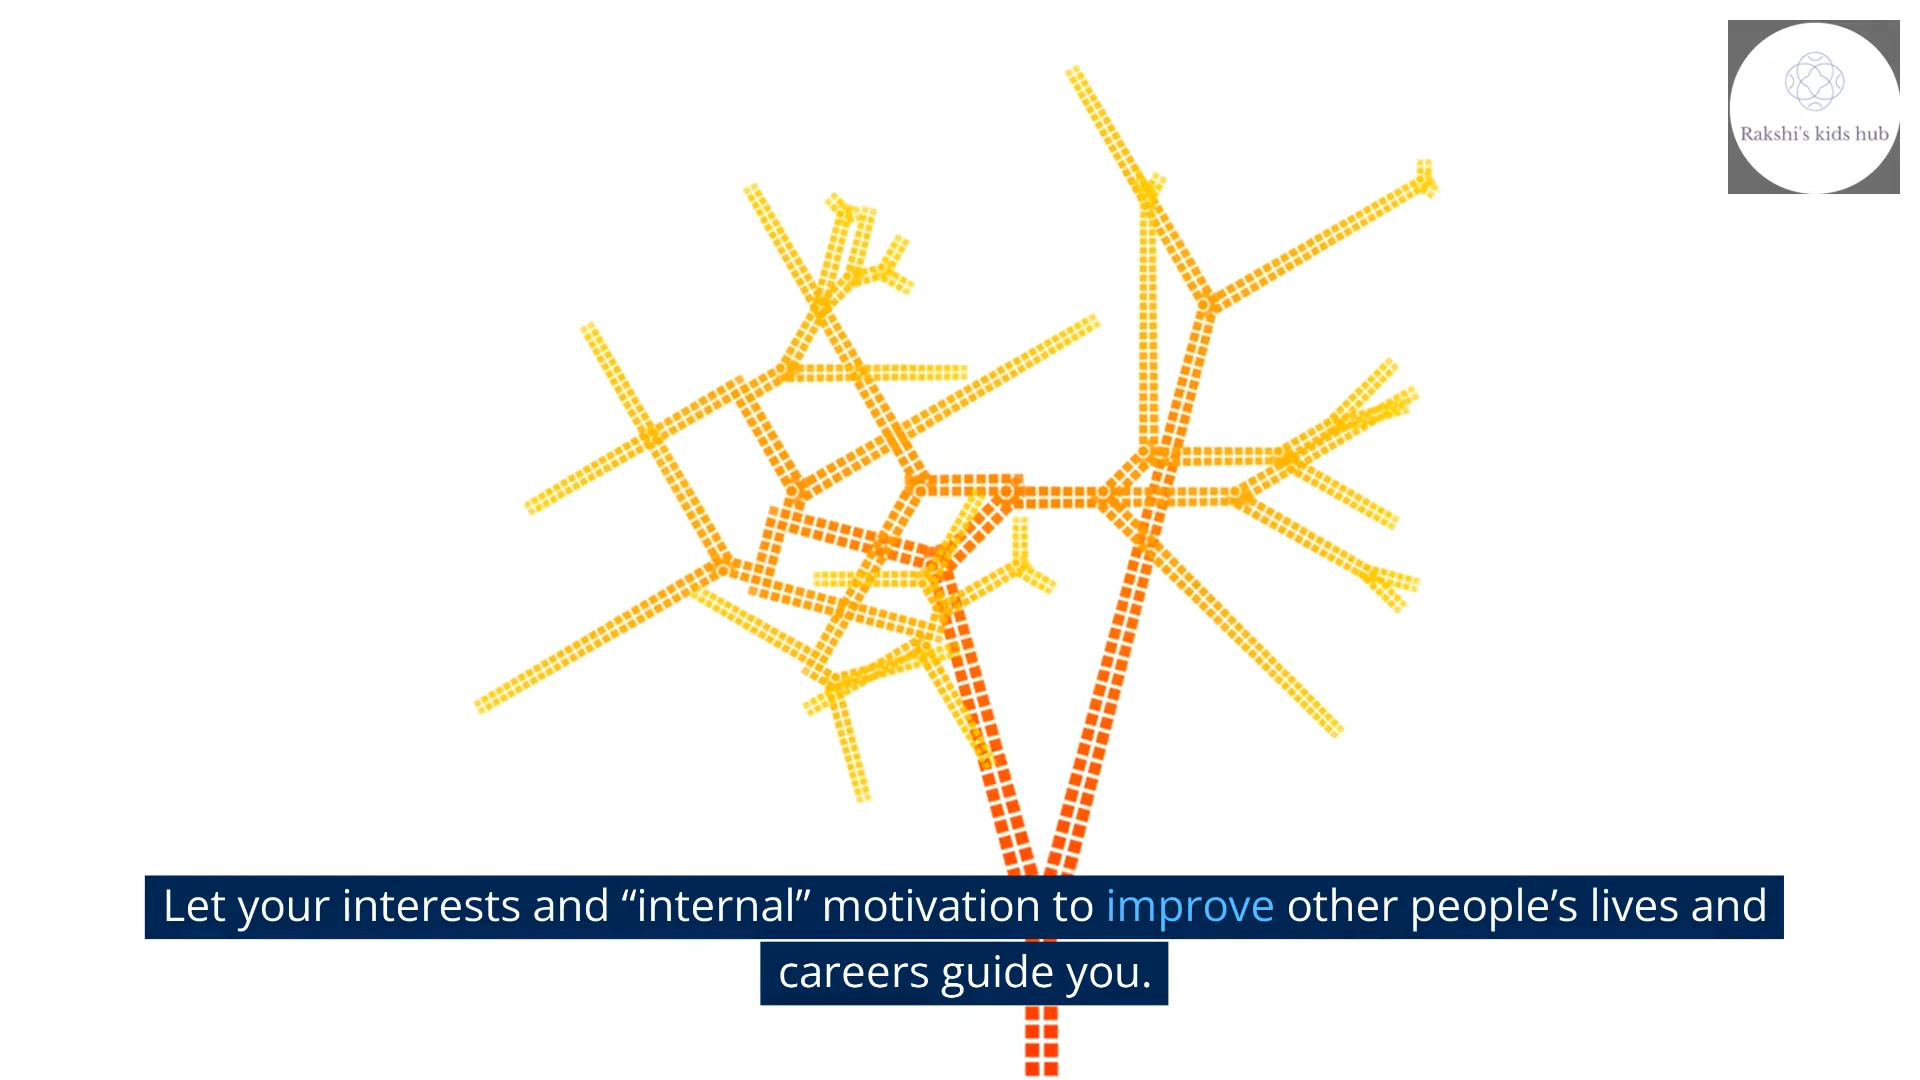 Rakshi's kids hub
Let your interests and “internal” motivation to improve other people’s lives and
careers guide you.